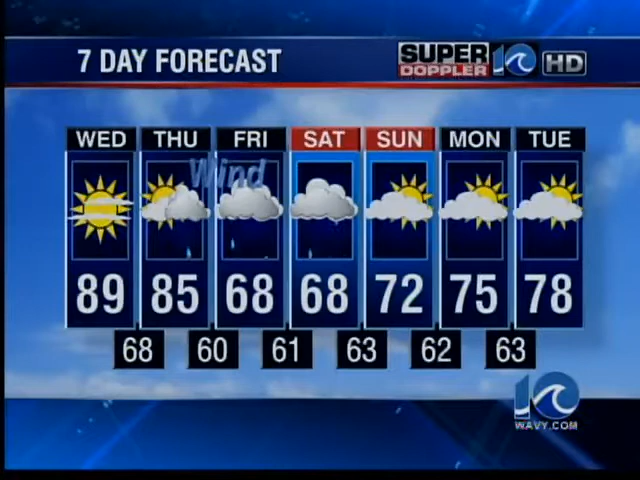 7 DAY FORECAST
SUPER DOPPLER 10 HD
WED THU FRI SAT SUN MON TUE
Wind
89 85 68 68 72 75 78
68 60 61 63 62 63
10
WAVY.COM